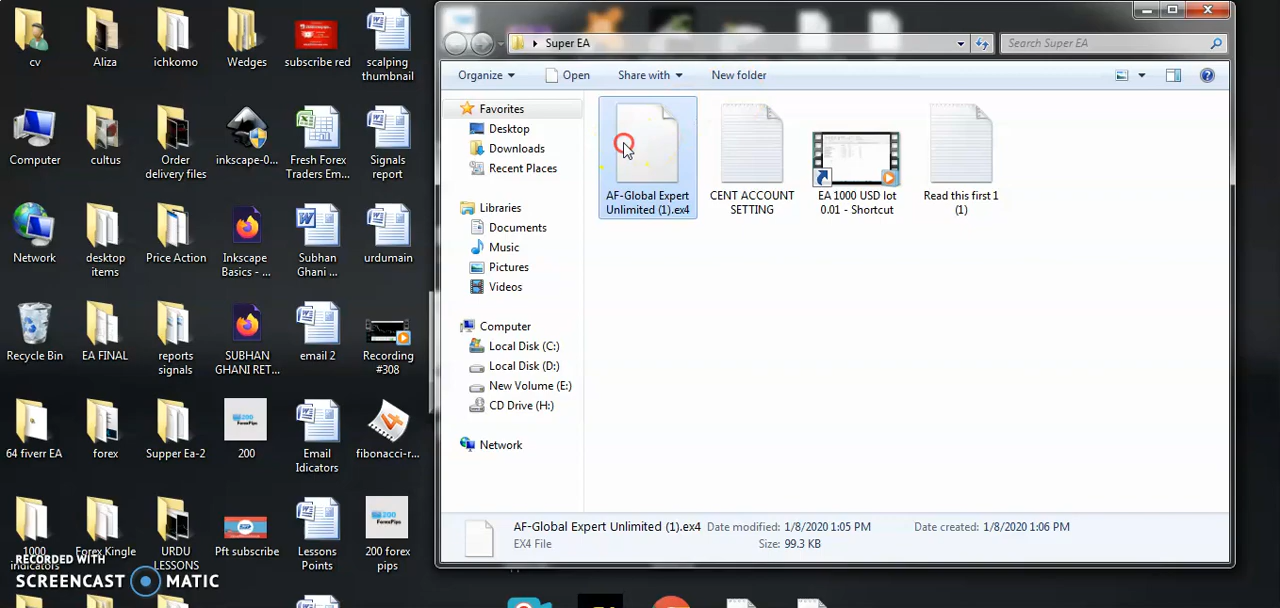 cv
Aliza
ichkomo
Wedges
subscribe red
scalping
thumbnail
Computer
cultus
Order
delivery files
inkscape-0...
Fresh Forex
Traders Em...
Signals
report
Network
desktop
items
Price Action
Inkscape
Basics - ...
Subhan
Ghani ...
urdumain
Recycle Bin
EA FINAL
reports
signals
SUBHAN
GHANI RET...
email 2
Recording
#308
64 fiverr EA
forex
Supper Ea-2
200
Email
Idicators
fibonacci-r...
1000
indicators
Forex Kingle
URDU
LESSONS
Pft subscribe
Lessons
Points
200 forex
pips
RECORDED WITH
SCREENCAST MATIC
Super EA
Search Super EA
Organize
Open
Share with
New folder
Favorites
Desktop
Downloads
Recent Places
Libraries
Documents
Music
Pictures
Videos
Computer
Local Disk (C:)
Local Disk (D:)
New Volume (E:)
CD Drive (H:)
Network
AF-Global Expert
Unlimited (1).ex4
CENT ACCOUNT
SETTING
EA 1000 USD lot
0.01 - Shortcut
Read this first 1
(1)
AF-Global Expert Unlimited (1).ex4 Date modified: 1/8/2020 1:05 PM Date created: 1/8/2020 1:06 PM
EX4 File Size: 99.3 KB